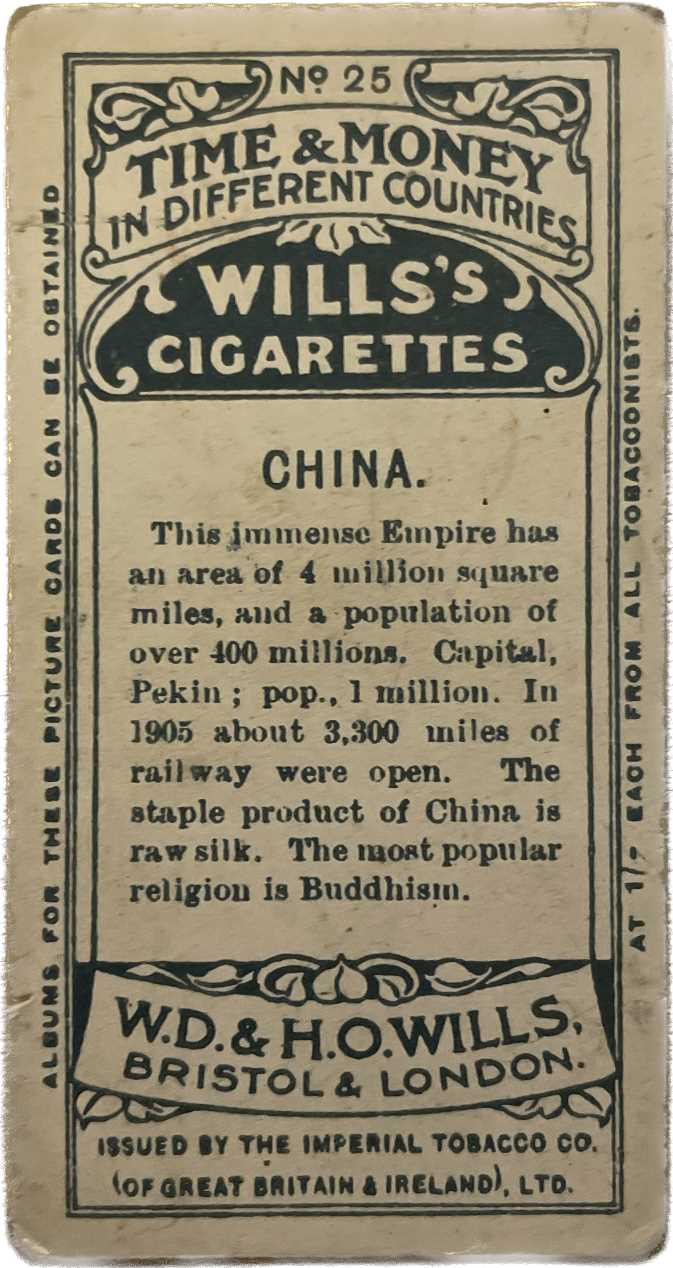 Nº 25
TIME & MONEY
IN DIFFERENT COUNTRIES
WILLS'S
CIGARETTES
CHINA.
This immense Empire has
an area of 4 million square
miles, and a population of
over 400 millions. Capital,
Pekin; pop., 1 million. In
1905 about 3,300 miles of
railway were open. The
staple product of China is
raw silk. The most popular
religion is Buddhism.
W.D. & H.O. WILLS,
BRISTOL & LONDON.
ISSUED BY THE IMPERIAL TOBACCO CO.
(OF GREAT BRITAIN & IRELAND), LTD.
ALBUMS FOR THESE PICTURE CARDS CAN BE OBTAINED
AT 1/- EACH FROM ALL TOBACCONISTS.